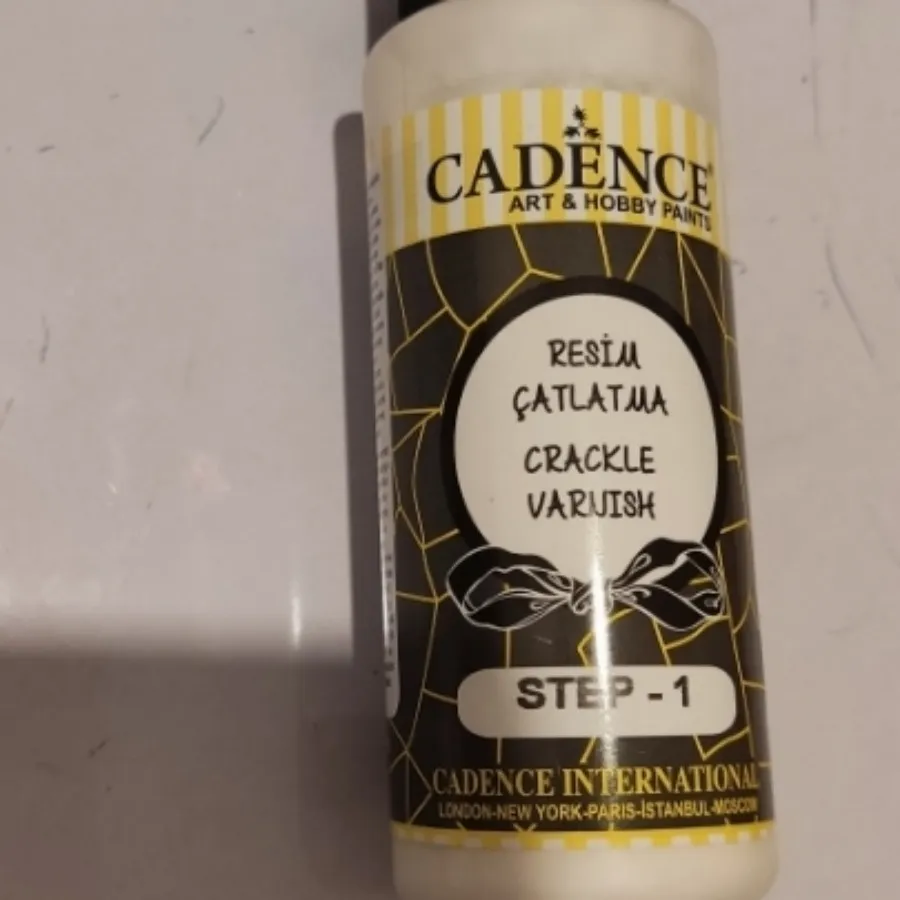 CADENCE
ART & HOBBY PAINTS
RESİM
ÇATLATMA
CRACKLE
VARNISH
STEP - 1
CADENCE INTERNATIONAL
LONDON-NEW YORK-PARIS-İSTANBUL-MOSCOW